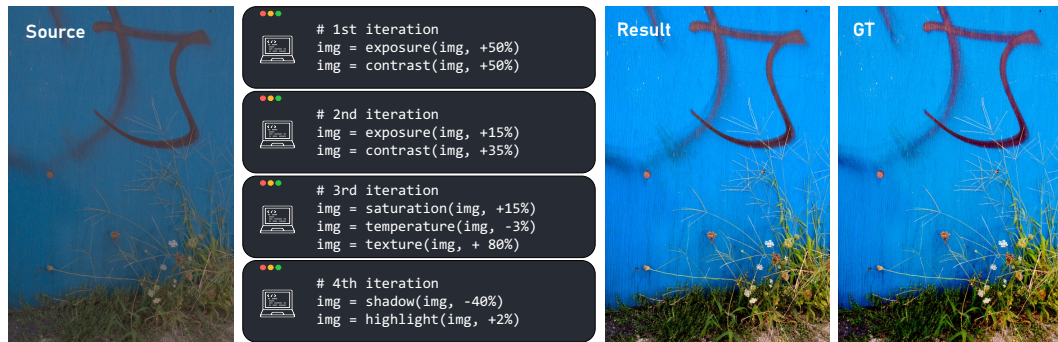 Source
# 1st iteration
img = exposure(img, +50%)
img = contrast(img, +50%)
# 2nd iteration
img = exposure(img, +15%)
img = contrast(img, +35%)
# 3rd iteration
img = saturation(img, +15%)
img = temperature(img, -3%)
img = texture(img, + 80%)
# 4th iteration
img = shadow(img, -40%)
img = highlight(img, +2%)
Result
GT